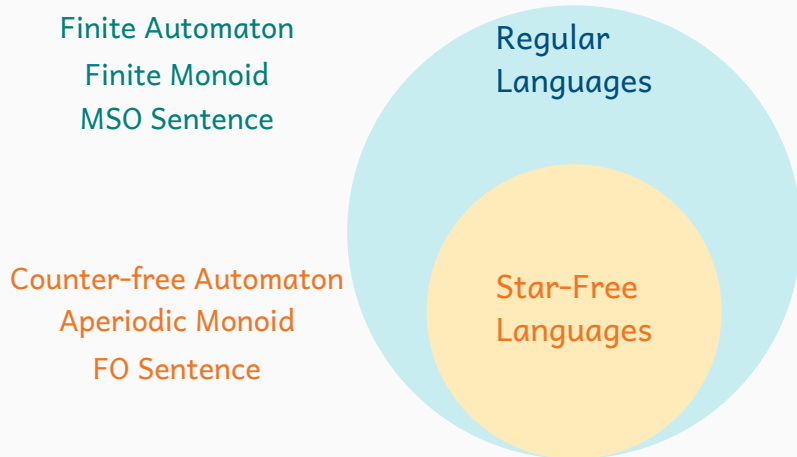 Finite Automaton
Finite Monoid
MSO Sentence
Regular
Languages
Counter-free Automaton
Aperiodic Monoid
FO Sentence
Star-Free
Languages